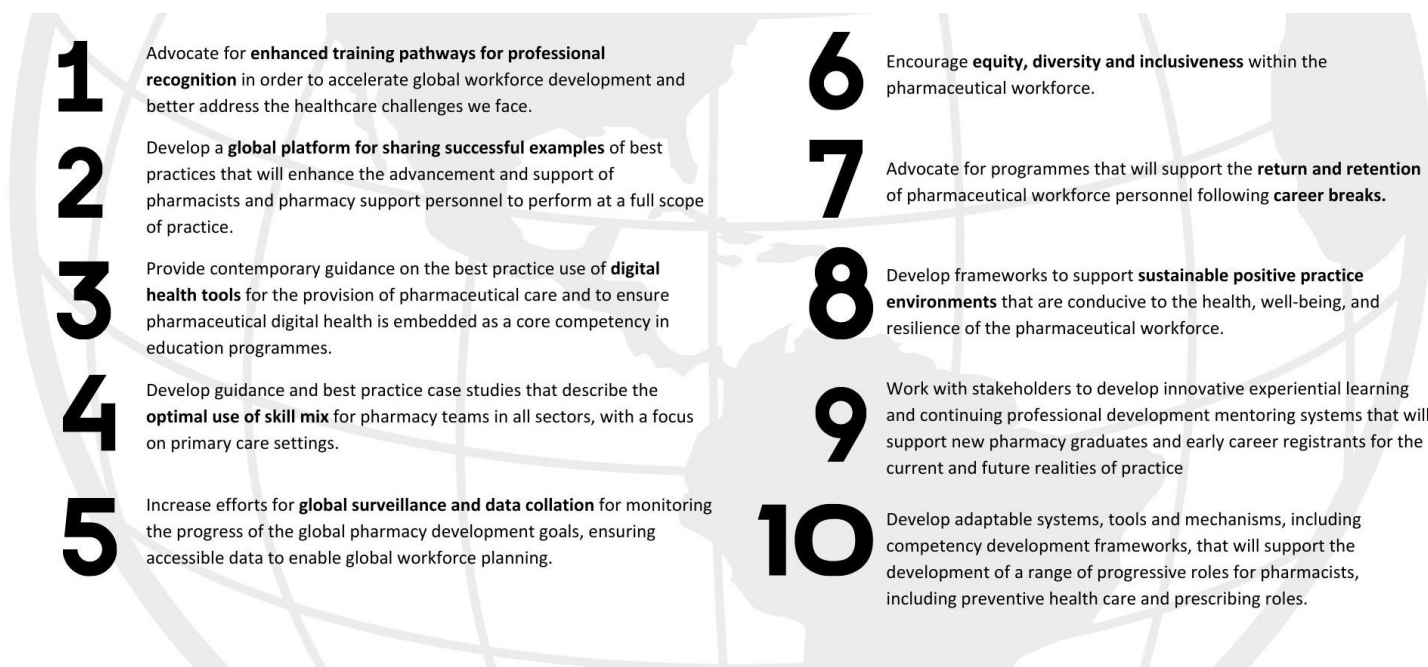 1
Advocate for enhanced training pathways for professional
recognition in order to accelerate global workforce development and
better address the healthcare challenges we face.
2
Develop a global platform for sharing successful examples of best
practices that will enhance the advancement and support of
pharmacists and pharmacy support personnel to perform at a full scope
of practice.
3
Provide contemporary guidance on the best practice use of digital
health tools for the provision of pharmaceutical care and to ensure
pharmaceutical digital health is embedded as a core competency in
education programmes.
4
Develop guidance and best practice case studies that describe the
optimal use of skill mix for pharmacy teams in all sectors, with a focus
on primary care settings.
5
Increase efforts for global surveillance and data collation for monitoring
the progress of the global pharmacy development goals, ensuring
accessible data to enable global workforce planning.
6
Encourage equity, diversity and inclusiveness within the
pharmaceutical workforce.
7
Advocate for programmes that will support the return and retention
of pharmaceutical workforce personnel following career breaks.
8
Develop frameworks to support sustainable positive practice
environments that are conducive to the health, well-being, and
resilience of the pharmaceutical workforce.
9
Work with stakeholders to develop innovative experiential learning
and continuing professional development mentoring systems that will
support new pharmacy graduates and early career registrants for the
current and future realities of practice
10
Develop adaptable systems, tools and mechanisms, including
competency development frameworks, that will support the
development of a range of progressive roles for pharmacists,
including preventive health care and prescribing roles.